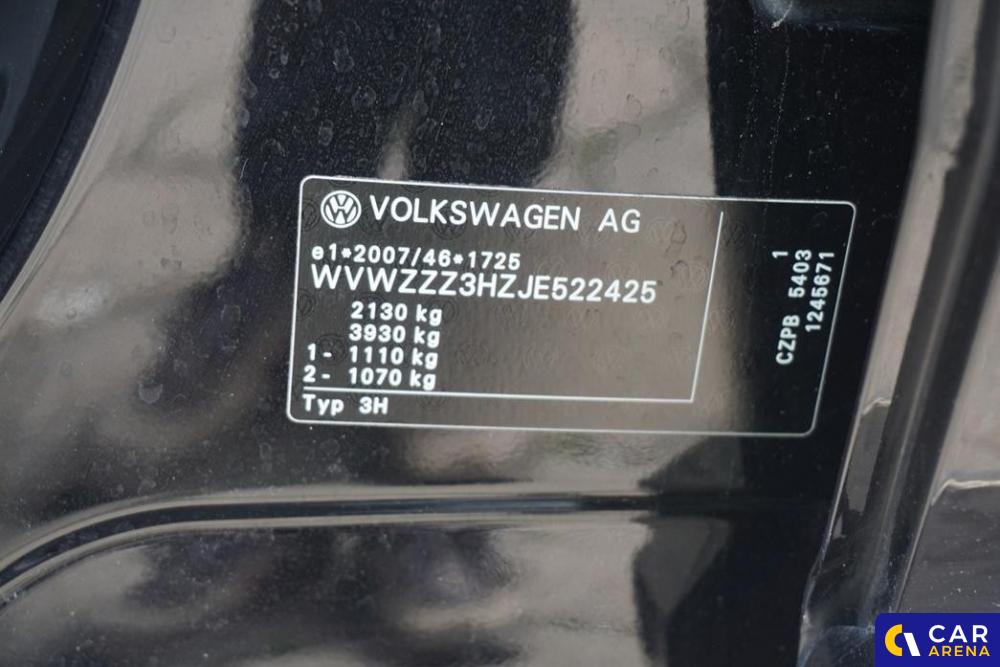 VOLKSWAGEN AG
e1*2007/46*1725
WVWZZZ3HZJE522425
2130 kg
3930 kg
1- 1110 kg
2- 1070 kg
Typ 3H
1
CZPB 5403
1245671
CAR
ARENA